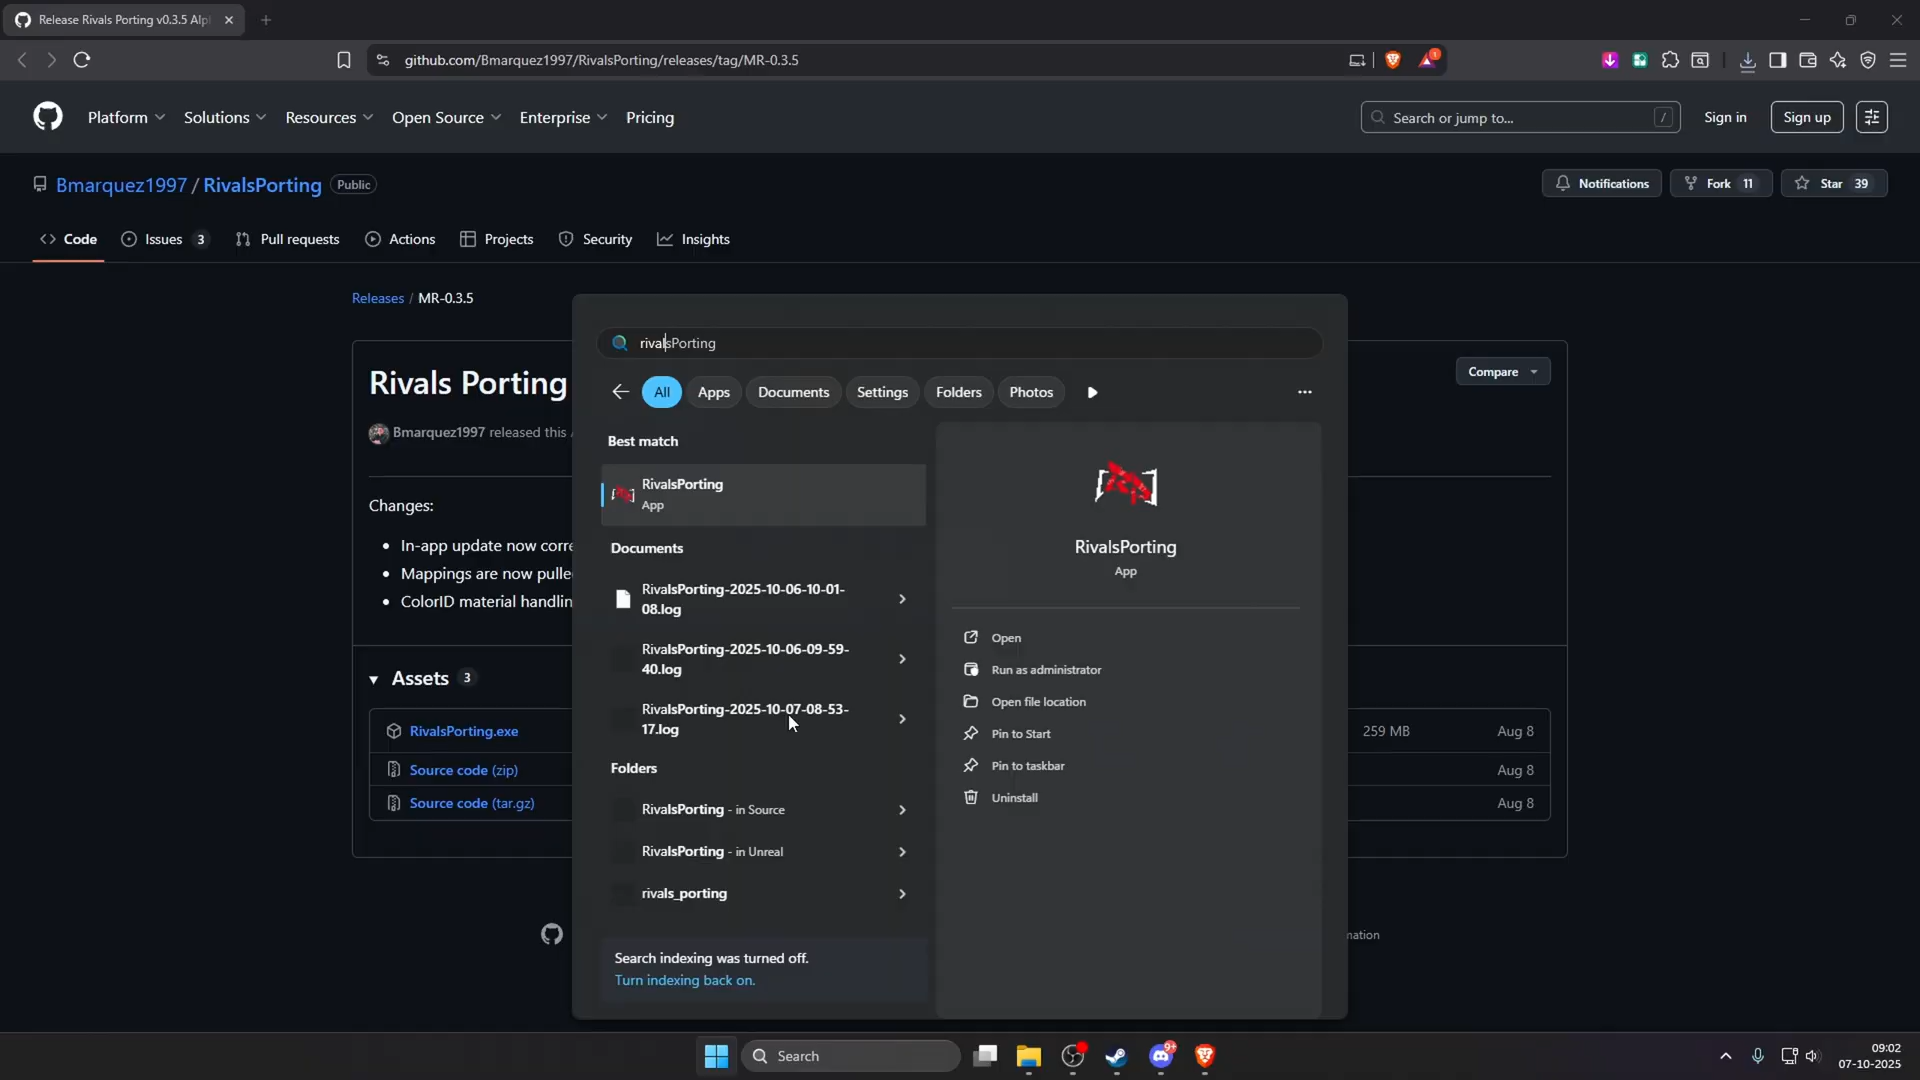 Release Rivals Porting v0.3.5 Alp
github.com/Bmarquez1997/RivalsPorting/releases/tag/MR-0.3.5
1
Platform
Solutions
Resources
Open Source
Enterprise
Pricing
Search or jump to...
/
Sign in
Sign up
Bmarquez1997 / RivalsPorting
Public
Notifications
Fork 11
Star 39
Code
Issues 3
Pull requests
Actions
Projects
Security
Insights
Releases / MR-0.3.5
Rivals Porting
Compare
Bmarquez1997 released this
Changes:
In-app update now corre
Mappings are now pulle
ColorID material handlin
Assets 3
RivalsPorting.exe
259 MB
Aug 8
Source code (zip)
Aug 8
Source code (tar.gz)
Aug 8
mation
rivalsPorting
All
Apps
Documents
Settings
Folders
Photos
Best match
RivalsPorting
App
Documents
RivalsPorting-2025-10-06-10-01-
08.log
RivalsPorting-2025-10-06-09-59-
40.log
RivalsPorting-2025-10-07-08-53-
17.log
Folders
RivalsPorting - in Source
RivalsPorting - in Unreal
rivals_porting
Search indexing was turned off.
Turn indexing back on.
RivalsPorting
App
Open
Run as administrator
Open file location
Pin to Start
Pin to taskbar
Uninstall
Search
9+
09:02
07-10-2025